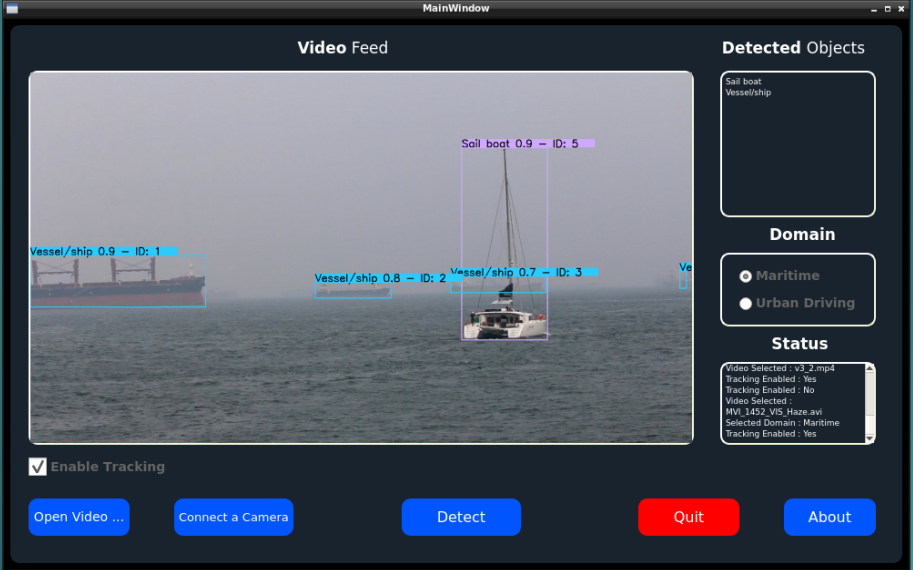 MainWindow
Video Feed
Detected Objects
Sail boat
Vessel/ship
Sail boat 0.9 - ID: 5
Vessel/ship 0.9 - ID: 1
Vessel/ship 0.8 - ID: 2
Vessel/ship 0.7 - ID: 3
Ve
Domain
Maritime
Urban Driving
Status
Video Selected : v3_2.mp4
Tracking Enabled : Yes
Tracking Enabled : No
Video Selected :
MVI_1452_VIS_Haze.avi
Selected Domain : Maritime
Tracking Enabled : Yes
Enable Tracking
Open Video ...
Connect a Camera
Detect
Quit
About